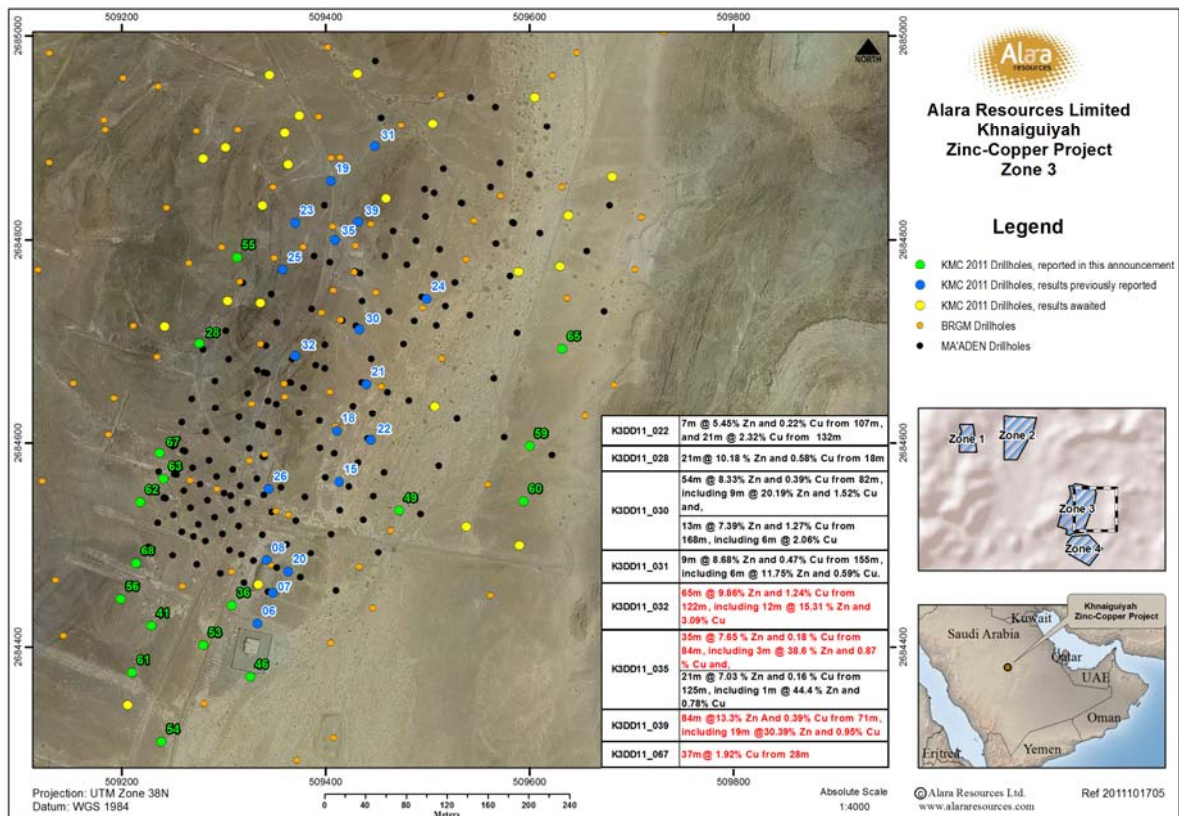 509200
509400
509600
509800
2685000
2685000
2684800
2684800
2684600
2684600
2684400
2684400
NORTH
31
19
23
39
35
55
25
24
30
28
65
32
21
18
22
59
67
63
15
26
62
60
49
08
68
20
07
56
36
06
41
53
46
61
54
K3DD11_022
7m @ 5.45% Zn and 0.22% Cu from 107m,
and 21m @ 2.32% Cu from 132m
K3DD11_028
21m@ 10.18 % Zn and 0.58% Cu from 18m
K3DD11_030
54m @ 8.33% Zn and 0.39% Cu from 82m,
including 9m @ 20.19% Zn and 1.52% Cu
and,
13m @ 7.39% Zn and 1.27% Cu from
168m, including 6m @ 2.06% Cu
K3DD11_031
9m @ 8.68% Zn and 0.47% Cu from 155m,
including 6m @ 11.75% Zn and 0.59% Cu.
K3DD11_032
65m @ 9.86% Zn and 1.24% Cu from
122m, including 12m @ 15.31 % Zn and
3.09% Cu
K3DD11_035
35m @ 7.65 % Zn and 0.18 % Cu from
84m, including 3m @ 38.6 % Zn and 0.87
% Cu and,
21m @ 7.03 % Zn and 0.16 % Cu from
125m, including 1m @ 44.4 % Zn and
0.78% Cu
K3DD11_039
84m @13.3% Zn And 0.39% Cu from 71m,
including 19m @30.39% Zn and 0.95% Cu
K3DD11_067
37m@ 1.92% Cu from 28m
509200
509400
509600
509800
Projection: UTM Zone 38N
Datum: WGS 1984
0 40 80 120 160 200 240
Meters
Absolute Scale
1:4000
Alara
resources
Alara Resources Limited
Khnaiguiyah
Zinc-Copper Project
Zone 3
Legend
KMC 2011 Drillholes, reported in this announcement
KMC 2011 Drillholes, results previously reported
KMC 2011 Drillholes, results awaited
BRGM Drillholes
MA'ADEN Drillholes
Zone 1
Zone 2
Zone 3
Zone 4
Khnaiguiyah
Zinc-Copper Project
Kuwait
Saudi Arabia
Qatar
UAE
Oman
Yemen
Eritrea
© Alara Resources Ltd.
www.alararesources.com
Ref 2011101705